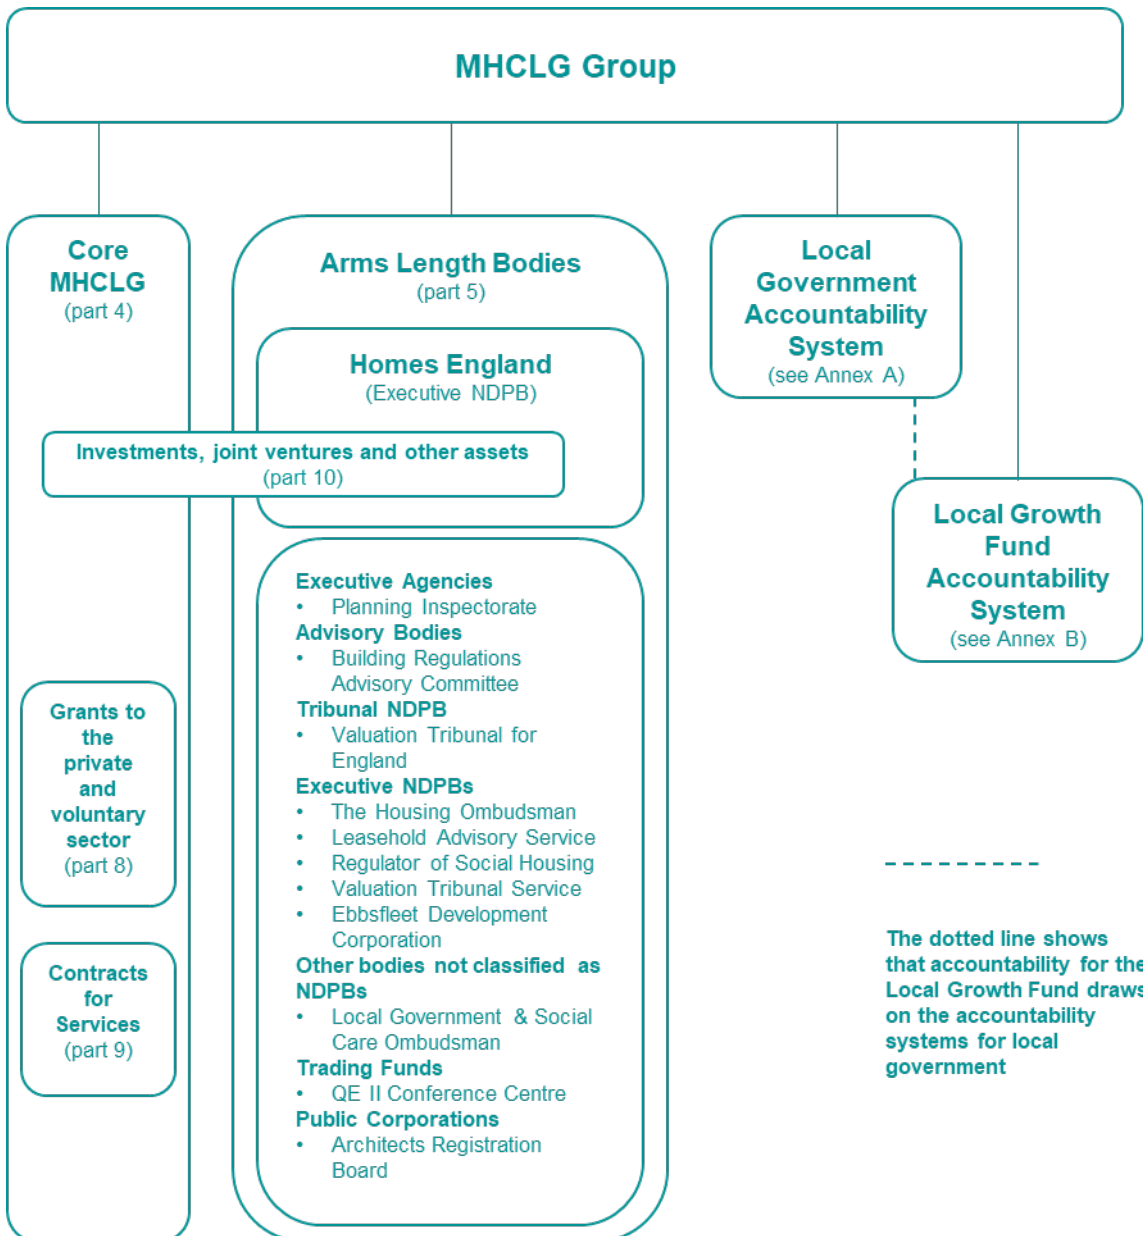 MHCLG Group
Core
MHCLG
(part 4)
Arms Length Bodies
(part 5)
Homes England
(Executive NDPB)
Investments, joint ventures and other assets
(part 10)
Executive Agencies
• Planning Inspectorate
Advisory Bodies
• Building Regulations
Advisory Committee
Tribunal NDPB
• Valuation Tribunal for
England
Executive NDPBs
• The Housing Ombudsman
• Leasehold Advisory Service
• Regulator of Social Housing
• Valuation Tribunal Service
• Ebbsfleet Development
Corporation
Other bodies not classified as
NDPBs
• Local Government & Social
Care Ombudsman
Trading Funds
• QE II Conference Centre
Public Corporations
• Architects Registration
Board
Grants to
the
private
and
voluntary
sector
(part 8)
Contracts
for
Services
(part 9)
Local
Government
Accountability
System
(see Annex A)
Local Growth
Fund
Accountability
System
(see Annex B)
The dotted line shows
that accountability for the
Local Growth Fund draws
on the accountability
systems for local
government